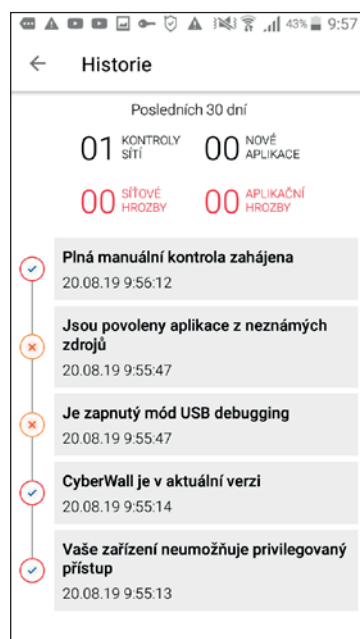 43% 9:57
Historie
Posledních 30 dní
01 KONTROLY SÍTÍ 00 NOVÉ APLIKACE
00 SÍŤOVÉ HROZBY 00 APLIKAČNÍ HROZBY
Plná manuální kontrola zahájena
20.08.19 9:56:12
Jsou povoleny aplikace z neznámých
zdrojů
20.08.19 9:55:47
Je zapnutý mód USB debugging
20.08.19 9:55:47
CyberWall je v aktuální verzi
20.08.19 9:55:14
Vaše zařízení neumožňuje privilegovaný
přístup
20.08.19 9:55:13